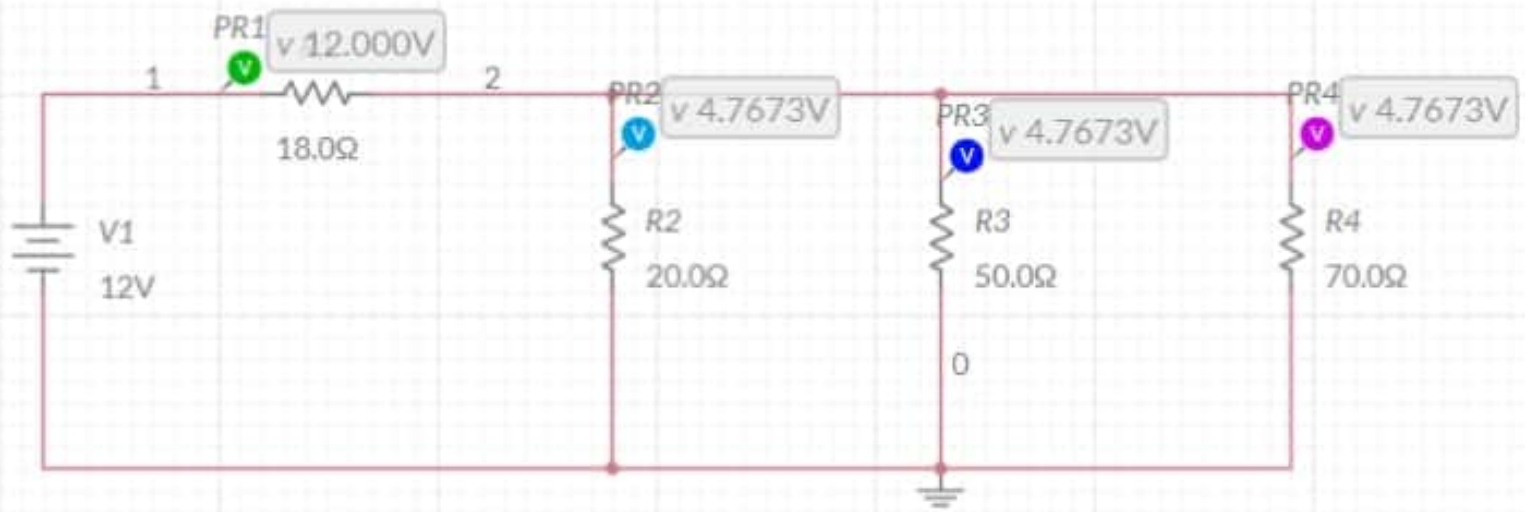 PR1
v 12.000V
V
1
2
18.0Ω
PR2
v 4.7673V
V
PR3
v 4.7673V
V
PR4
v 4.7673V
V
V1
12V
R2
20.0Ω
R3
50.0Ω
R4
70.0Ω
0